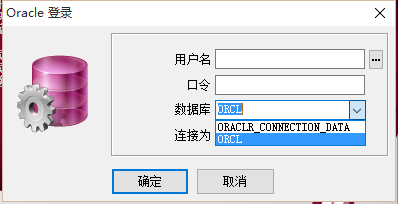 Oracle 登录
用户名
...
口令
数据库 ORCL
ORACLR_CONNECTION_DATA
连接为 ORCL
确定 取消